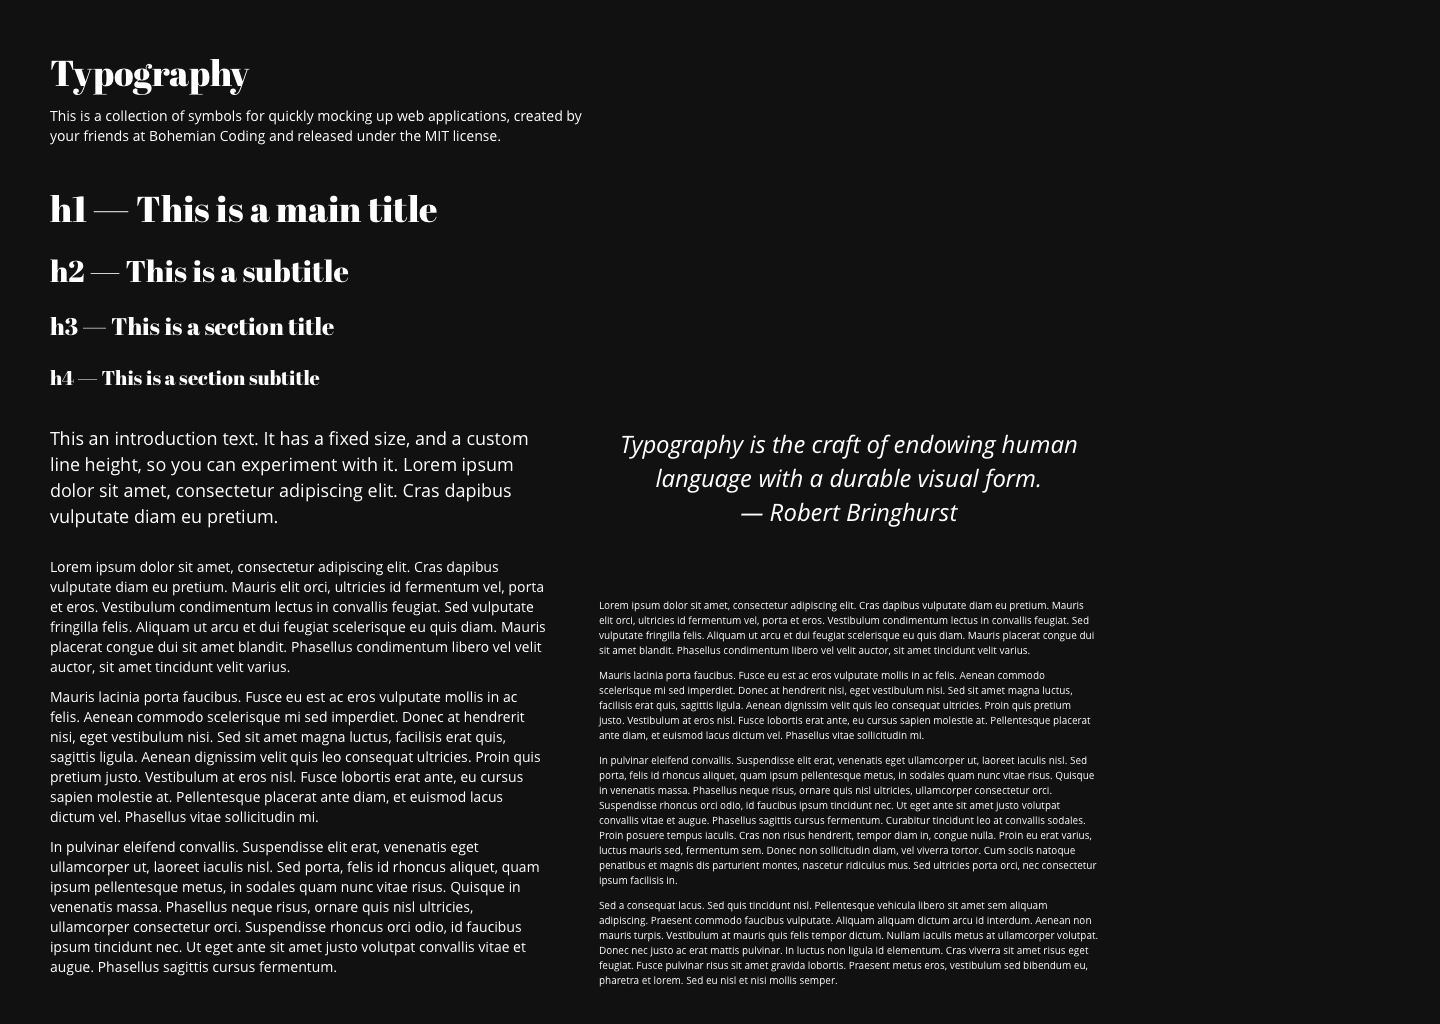 Typography
This is a collection of symbols for quickly mocking up web applications, created by
your friends at Bohemian Coding and released under the MIT license.
h1 — This is a main title
h2 — This is a subtitle
h3 — This is a section title
h4 — This is a section subtitle
This an introduction text. It has a fixed size, and a custom
line height, so you can experiment with it. Lorem ipsum
dolor sit amet, consectetur adipiscing elit. Cras dapibus
vulputate diam eu pretium.
Lorem ipsum dolor sit amet, consectetur adipiscing elit. Cras dapibus
vulputate diam eu pretium. Mauris elit orci, ultricies id fermentum vel, porta
et eros. Vestibulum condimentum lectus in convallis feugiat. Sed vulputate
fringilla felis. Aliquam ut arcu et dui feugiat scelerisque eu quis diam. Mauris
placerat congue dui sit amet blandit. Phasellus condimentum libero vel velit
auctor, sit amet tincidunt velit varius.
Mauris lacinia porta faucibus. Fusce eu est ac eros vulputate mollis in ac
felis. Aenean commodo scelerisque mi sed imperdiet. Donec at hendrerit
nisi, eget vestibulum nisi. Sed sit amet magna luctus, facilisis erat quis,
sagittis ligula. Aenean dignissim velit quis leo consequat ultricies. Proin quis
pretium justo. Vestibulum at eros nisl. Fusce lobortis erat ante, eu cursus
sapien molestie at. Pellentesque placerat ante diam, et euismod lacus
dictum vel. Phasellus vitae sollicitudin mi.
In pulvinar eleifend convallis. Suspendisse elit erat, venenatis eget
ullamcorper ut, laoreet iaculis nisl. Sed porta, felis id rhoncus aliquet, quam
ipsum pellentesque metus, in sodales quam nunc vitae risus. Quisque in
venenatis massa. Phasellus neque risus, ornare quis nisl ultricies,
ullamcorper consectetur orci. Suspendisse rhoncus orci odio, id faucibus
ipsum tincidunt nec. Ut eget ante sit amet justo volutpat convallis vitae et
augue. Phasellus sagittis cursus fermentum.
Typography is the craft of endowing human
language with a durable visual form.
— Robert Bringhurst
Lorem ipsum dolor sit amet, consectetur adipiscing elit. Cras dapibus vulputate diam eu pretium. Mauris
elit orci, ultricies id fermentum vel, porta et eros. Vestibulum condimentum lectus in convallis feugiat. Sed
vulputate fringilla felis. Aliquam ut arcu et dui feugiat scelerisque eu quis diam. Mauris placerat congue dui
sit amet blandit. Phasellus condimentum libero vel velit auctor, sit amet tincidunt velit varius.
Mauris lacinia porta faucibus. Fusce eu est ac eros vulputate mollis in ac felis. Aenean commodo
scelerisque mi sed imperdiet. Donec at hendrerit nisi, eget vestibulum nisi. Sed sit amet magna luctus,
facilisis erat quis, sagittis ligula. Aenean dignissim velit quis leo consequat ultricies. Proin quis pretium
justo. Vestibulum at eros nisl. Fusce lobortis erat ante, eu cursus sapien molestie at. Pellentesque placerat
ante diam, et euismod lacus dictum vel. Phasellus vitae sollicitudin mi.
In pulvinar eleifend convallis. Suspendisse elit erat, venenatis eget ullamcorper ut, laoreet iaculis nisl. Sed
porta, felis id rhoncus aliquet, quam ipsum pellentesque metus, in sodales quam nunc vitae risus. Quisque
in venenatis massa. Phasellus neque risus, ornare quis nisl ultricies, ullamcorper consectetur orci.
Suspendisse rhoncus orci odio, id faucibus ipsum tincidunt nec. Ut eget ante sit amet justo volutpat
convallis vitae et augue. Phasellus sagittis cursus fermentum. Curabitur tincidunt leo at convallis sodales.
Proin posuere tempus iaculis. Cras non risus hendrerit, tempor diam in, congue nulla. Proin eu erat varius,
luctus mauris sed, fermentum sem. Donec non sollicitudin diam, vel viverra tortor. Cum sociis natoque
penatibus et magnis dis parturient montes, nascetur ridiculus mus. Sed ultricies porta orci, nec consectetur
ipsum facilisis in.
Sed a consequat lacus. Sed quis tincidunt nisl. Pellentesque vehicula libero sit amet sem aliquam
adipiscing. Praesent commodo faucibus vulputate. Aliquam aliquam dictum arcu id interdum. Aenean non
mauris turpis. Vestibulum at mauris quis felis tempor dictum. Nullam iaculis metus at ullamcorper volutpat.
Donec nec justo ac erat mattis pulvinar. In luctus non ligula id elementum. Cras viverra sit amet risus eget
feugiat. Fusce pulvinar risus sit amet gravida lobortis. Praesent metus eros, vestibulum sed bibendum eu,
pharetra et lorem. Sed eu nisl et nisi mollis semper.